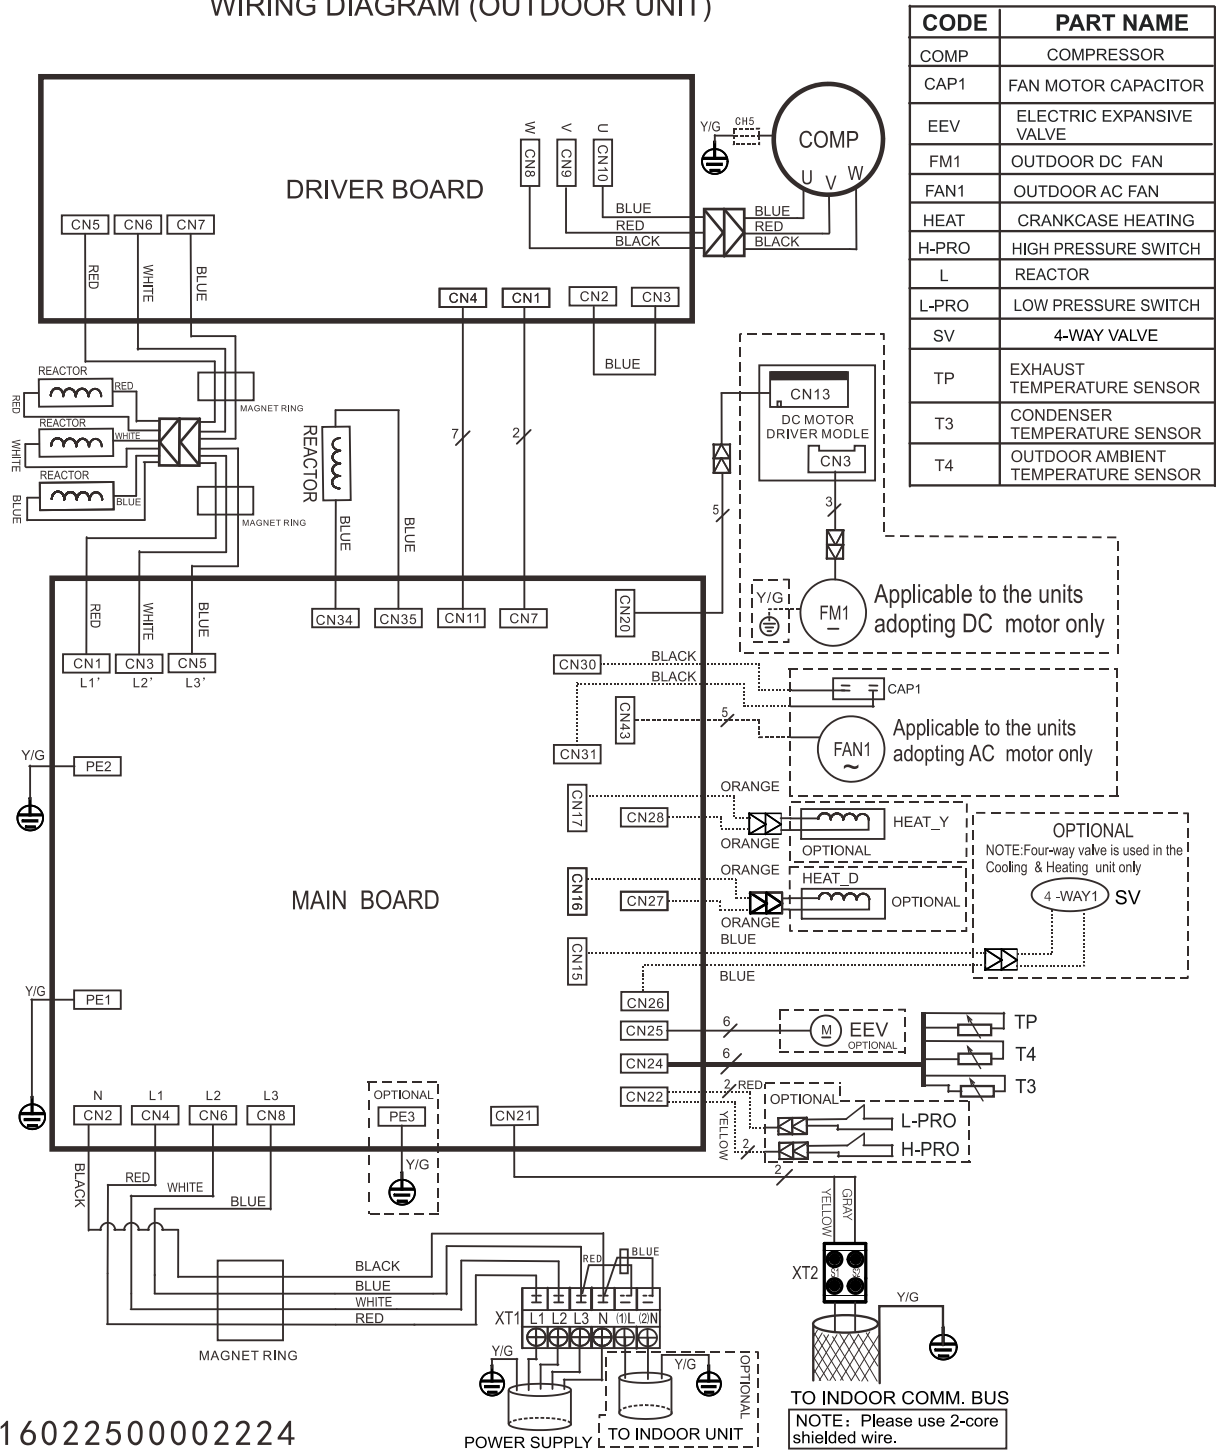 WIRING DIAGRAM (OUTDOOR UNIT)
CODE PART NAME
COMP COMPRESSOR
CAP1 FAN MOTOR CAPACITOR
EEV ELECTRIC EXPANSIVE
VALVE
FM1 OUTDOOR DC FAN
FAN1 OUTDOOR AC FAN
HEAT CRANKCASE HEATING
H-PRO HIGH PRESSURE SWITCH
L REACTOR
L-PRO LOW PRESSURE SWITCH
SV 4-WAY VALVE
TP EXHAUST
TEMPERATURE SENSOR
T3 CONDENSER
TEMPERATURE SENSOR
T4 OUTDOOR AMBIENT
TEMPERATURE SENSOR
DRIVER BOARD
W V U
CN8 CN9 CN10
Y/G CH5
COMP
U V W
BLUE BLUE
RED RED
BLACK BLACK
CN5 CN6 CN7
RED WHITE BLUE
CN4 CN1 CN2 CN3
BLUE
REACTOR
RED
RED
MAGNET RING
REACTOR
WHITE
WHITE
REACTOR
BLUE
BLUE
MAGNET RING
REACTOR
BLUE BLUE
7 2
CN13
DC MOTOR
DRIVER MODLE
CN3
5 3
Y/G
FM1
Applicable to the units
adopting DC motor only
RED WHITE BLUE
CN34 CN35 CN11 CN7 CN20
CN1 CN3 CN5
L1' L2' L3'
CN30 BLACK
BLACK
CAP1
CN43 5
CN31
FAN1
Applicable to the units
adopting AC motor only
Y/G
PE2
CN17 ORANGE
CN28
ORANGE
HEAT_Y
OPTIONAL
MAIN BOARD
CN16 ORANGE
CN27
ORANGE
HEAT_D
OPTIONAL
OPTIONAL
NOTE:Four-way valve is used in the
Cooling & Heating unit only
4 -WAY1 SV
CN15 BLUE
BLUE
CN26
Y/G
PE1
CN25 6
M EEV
OPTIONAL
CN24 6
TP
T4
T3
CN22 2 RED
YELLOW 2
OPTIONAL
L-PRO
H-PRO
N L1 L2 L3
CN2 CN4 CN6 CN8
OPTIONAL
PE3
Y/G
CN21
2
BLACK RED WHITE BLUE
YELLOW GRAY
XT2
Y/G
BLACK
BLUE
WHITE
RED
MAGNET RING
RED BLUE
XT1 L1 L2 L3 N (1)L (2)N
Y/G Y/G
OPTIONAL
POWER SUPPLY
TO INDOOR UNIT
TO INDOOR COMM. BUS
NOTE: Please use 2-core
shielded wire.
16022500002224